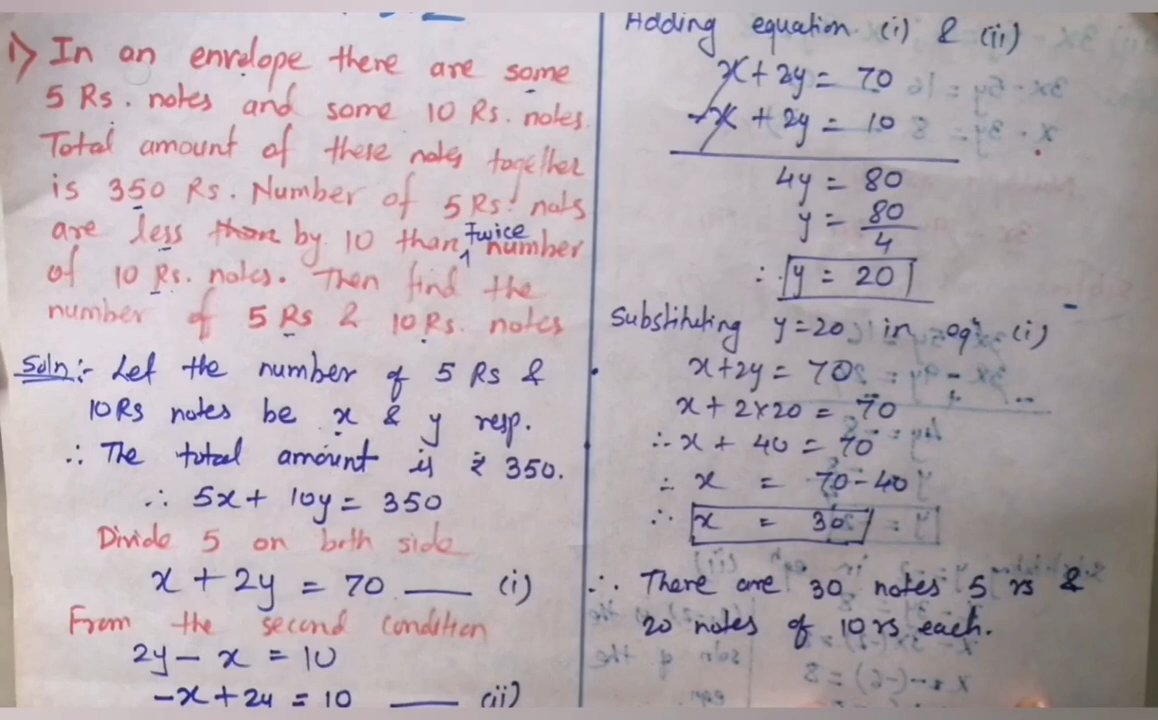 1) In an envelope there are some
5 Rs. notes and some 10 Rs. notes.
Total amount of these notes together
is 350 Rs. Number of 5 Rs. nots
are less than by 10 than twice number
of 10 Rs. notes. Then find the
number of 5 Rs & 10 Rs. notes
Soln:- Let the number of 5 Rs &
10 Rs notes be x & y resp.
∴ The total amount is ₹ 350.
∴ 5x + 10y = 350
Divide 5 on both side
x + 2y = 70 — (i)
From the second condition
2y - x = 10
-x + 2y = 10 — (ii)
Adding equation (i) & (ii)
x + 2y = 70
-x + 2y = 10
4y = 80
y = 80/4
∴ y = 20
Substituting y = 20 in eqn (i)
x + 2y = 70
x + 2×20 = 70
∴ x + 40 = 70
∴ x = 70 - 40
∴ x = 30
∴ There are 30 notes 5 rs &
20 notes of 10 rs each.